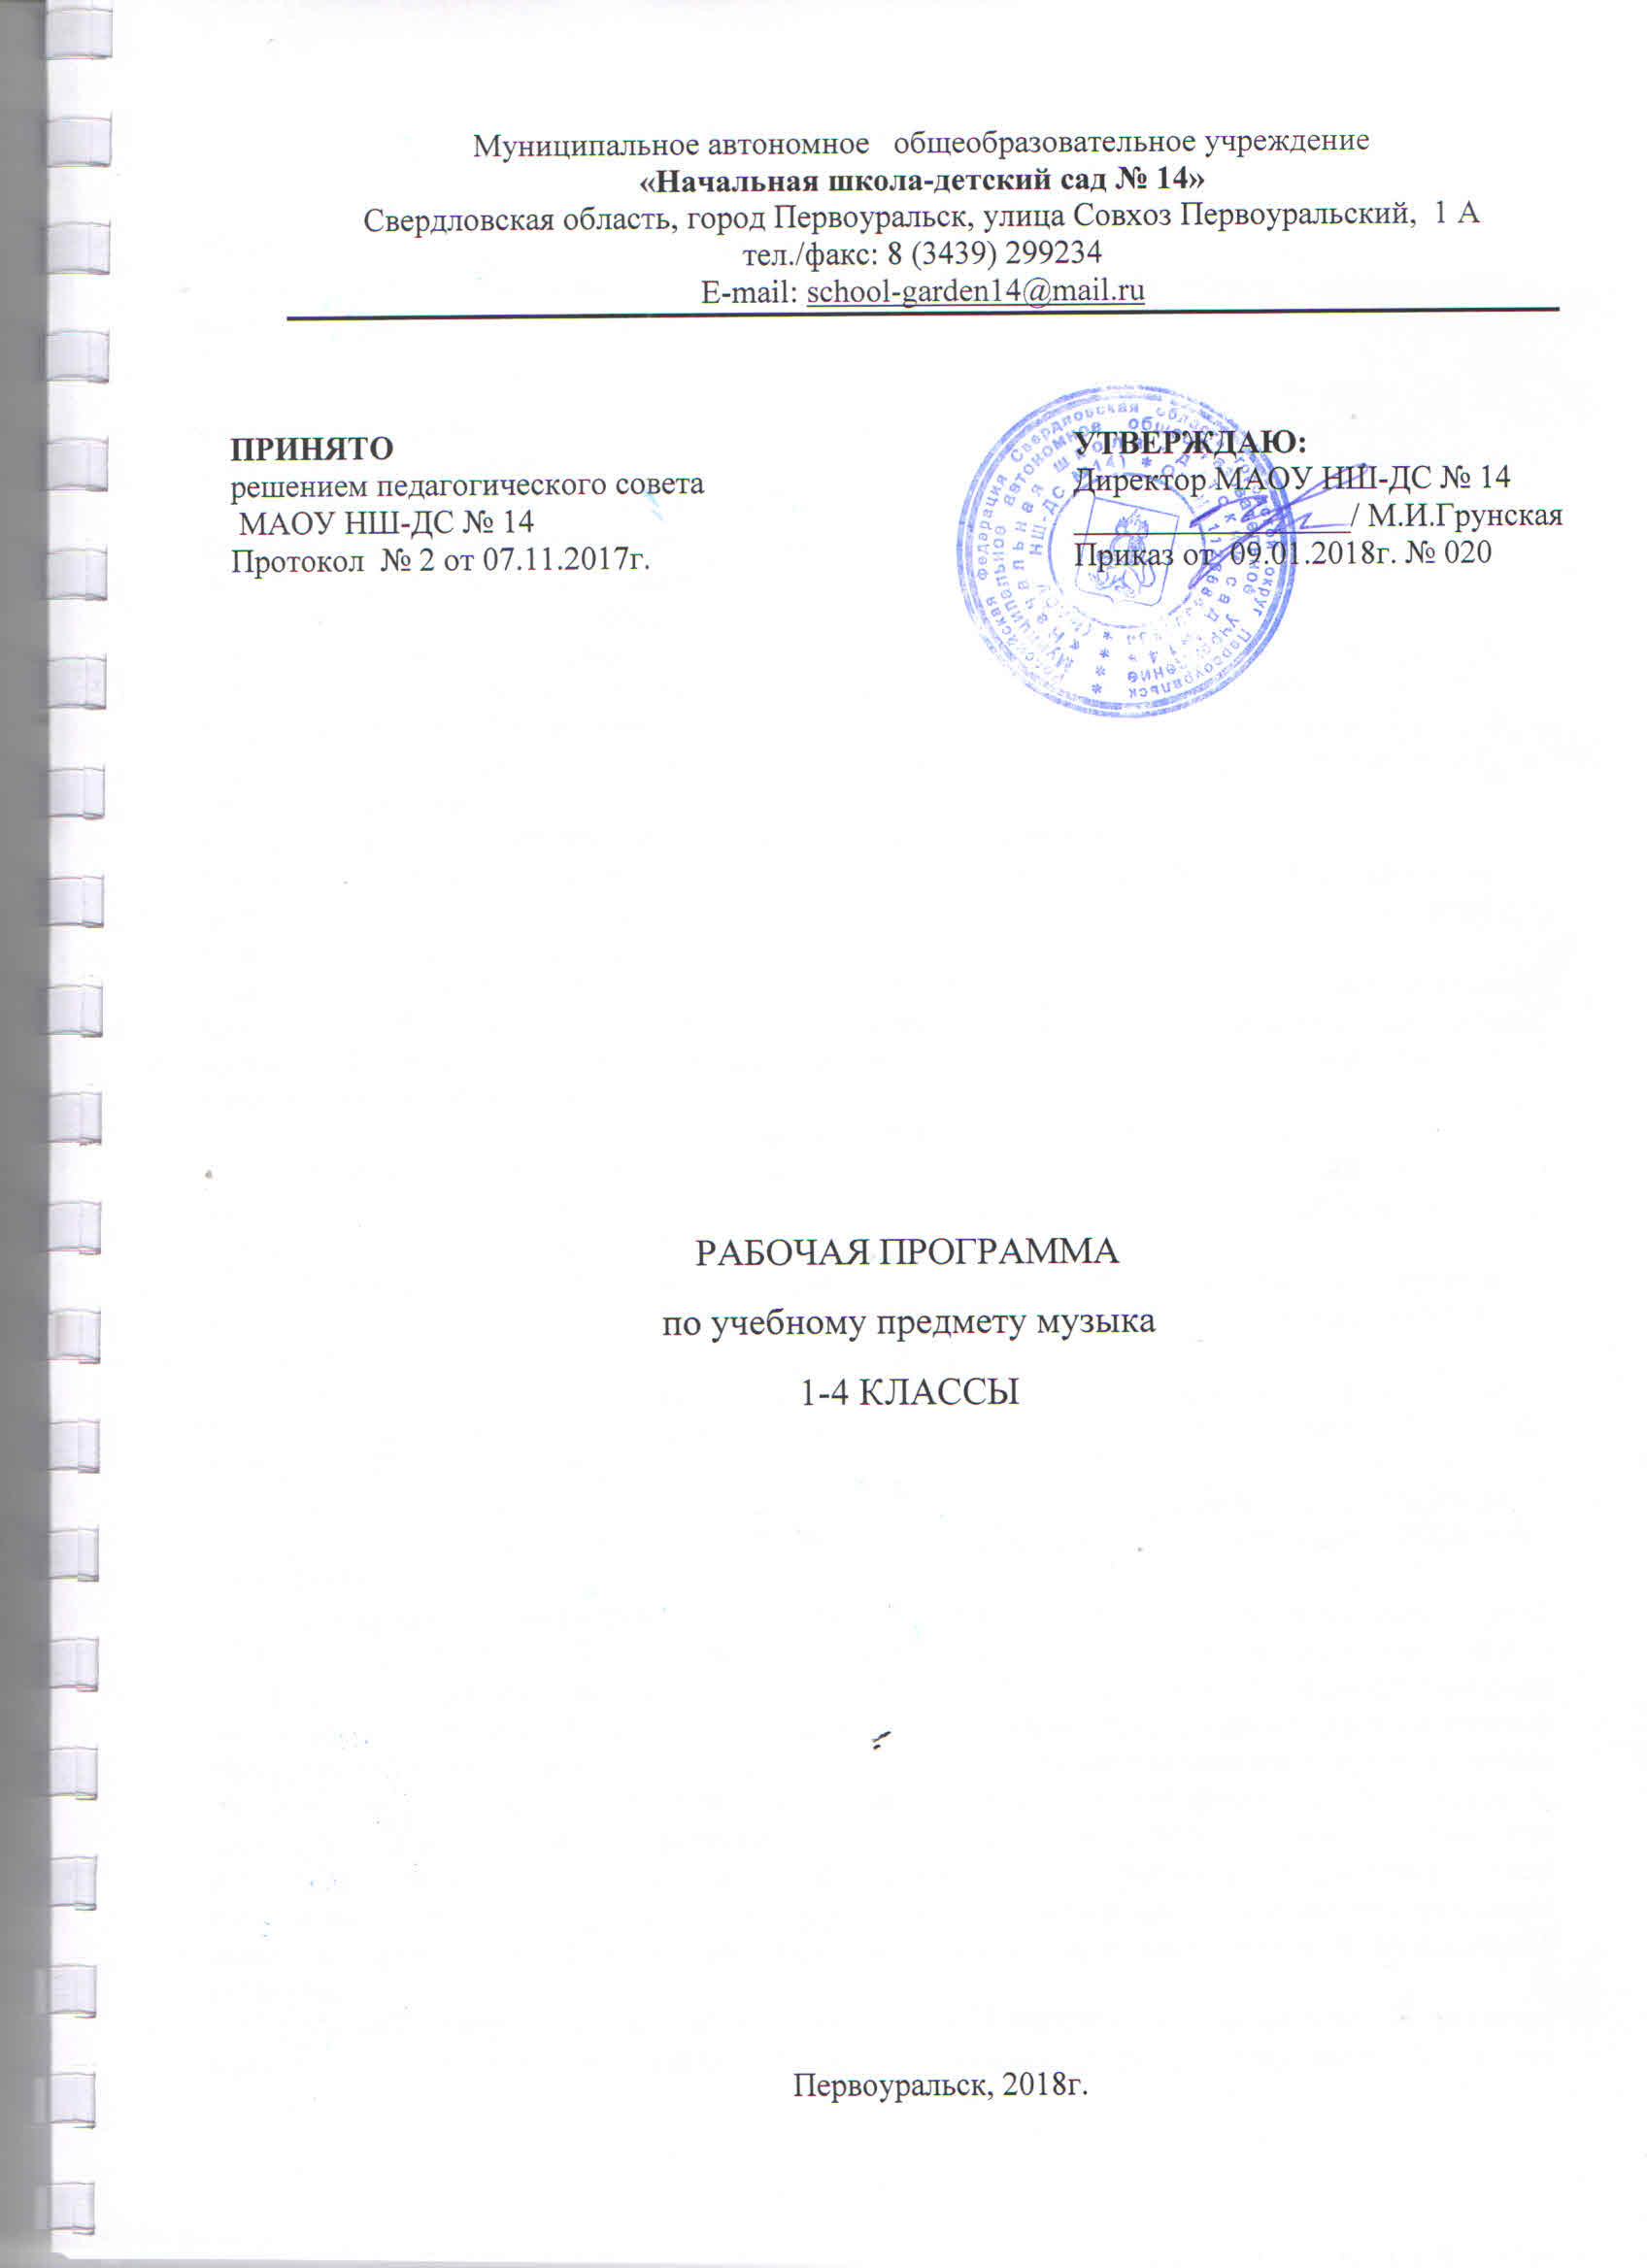 Муниципальное автономное общеобразовательное учреждение
«Начальная школа-детский сад № 14»
Свердловская область, город Первоуральск, улица Совхоз Первоуральский, 1 А
тел./факс: 8 (3439) 299234
E-mail: school-garden14@mail.ru
ПРИНЯТО
решением педагогического совета
МАОУ НШ-ДС № 14
Протокол № 2 от 07.11.2017г.
УТВЕРЖДАЮ:
Директор МАОУ НШ-ДС № 14
/ М.И.Грунская
Приказ от 09.01.2018г. № 020
РАБОЧАЯ ПРОГРАММА
по учебному предмету музыка
1-4 КЛАССЫ
Первоуральск, 2018г.